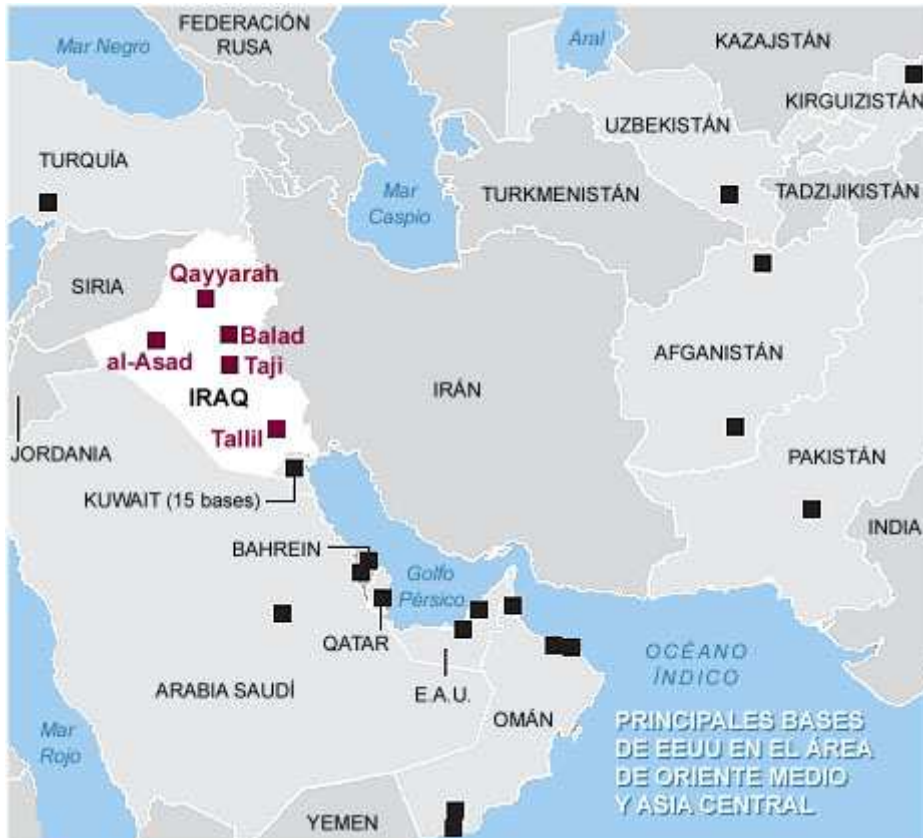 FEDERACIÓN
RUSA
Mar Negro
Aral
KAZAJSTÁN
KIRGUIZISTÁN
UZBEKISTÁN
TURQUÍA
Mar
Caspio
TURKMENISTÁN
TADZIJIKISTÁN
SIRIA
Qayyarah
Balad
al-Asad
Taji
IRAQ
Tallil
IRÁN
AFGANISTÁN
JORDANIA
PAKISTÁN
KUWAIT (15 bases)
INDIA
BAHREIN
Golfo
Pérsico
QATAR
ARABIA SAUDÍ
E.A.U.
OMÁN
OCÉANO
ÍNDICO
Mar
Rojo
YEMEN
PRINCIPALES BASES
DE EEUU EN EL ÁREA
DE ORIENTE MEDIO
Y ASIA CENTRAL